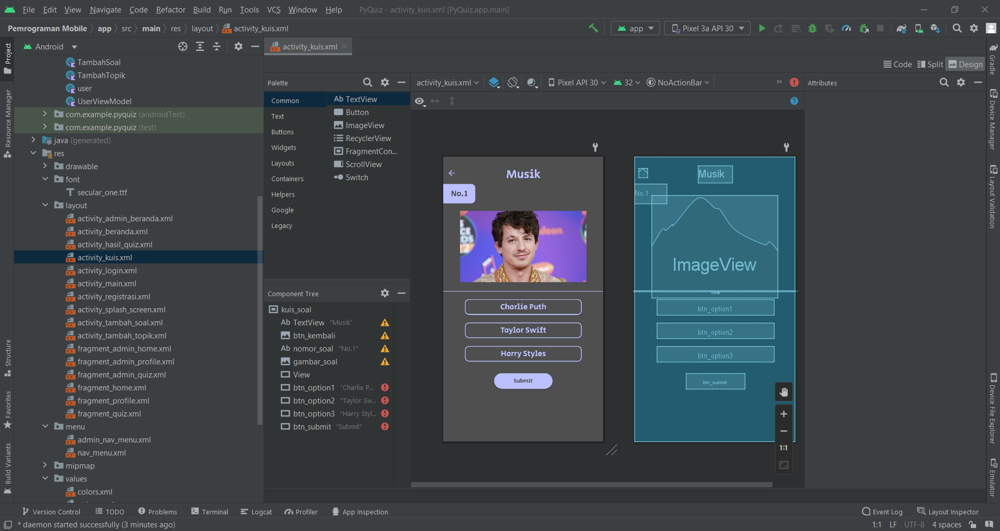 File Edit View Navigate Code Refactor Build Run Tools VCS Window Help PyQuiz - activity_kuis.xml [PyQuiz.app.main]
Pemrograman Mobile app src main res layout activity_kuis.xml app Pixel 3a API 30
Project
Resource Manager
Structure
Favorites
Build Variants
Android
TambahSoal
TambahTopik
user
UserViewModel
com.example.pyquiz (androidTest)
com.example.pyquiz (test)
java (generated)
res
drawable
font
secular_one.ttf
layout
activity_admin_beranda.xml
activity_beranda.xml
activity_hasil_quiz.xml
activity_kuis.xml
activity_login.xml
activity_main.xml
activity_registrasi.xml
activity_splash_screen.xml
activity_tambah_soal.xml
activity_tambah_topik.xml
fragment_admin_home.xml
fragment_admin_profile.xml
fragment_admin_quiz.xml
fragment_home.xml
fragment_profile.xml
fragment_quiz.xml
menu
admin_nav_menu.xml
nav_menu.xml
mipmap
values
colors.xml
activity_kuis.xml
Code Split Design
Palette
Common
Text
Buttons
Widgets
Layouts
Containers
Helpers
Google
Legacy
Ab TextView
Button
ImageView
RecyclerView
FragmentCon...
ScrollView
Switch
Component Tree
kuis_soal
Ab TextView "Musik"
btn_kembali
Ab nomor_soal "No.1"
gambar_soal
View
btn_option1 "Charlie P...
btn_option2 "Taylor Sw...
btn_option3 "Harry Styl...
btn_submit "Submit"
activity_kuis.xml Pixel API 30 32 NoActionBar
Musik
No.1
Charlie Puth
Taylor Swift
Harry Styles
Submit
Musik
No.1
ImageView
view
btn_option1
btn_option2
btn_option3
btn_submit
1:1
Attributes
Gradle
Device Manager
Layout Validation
Device File Explorer
Emulator
Version Control TODO Problems Terminal Logcat Profiler App Inspection Event Log Layout Inspector
* daemon started successfully (3 minutes ago) 1:1 LF UTF-8 4 spaces